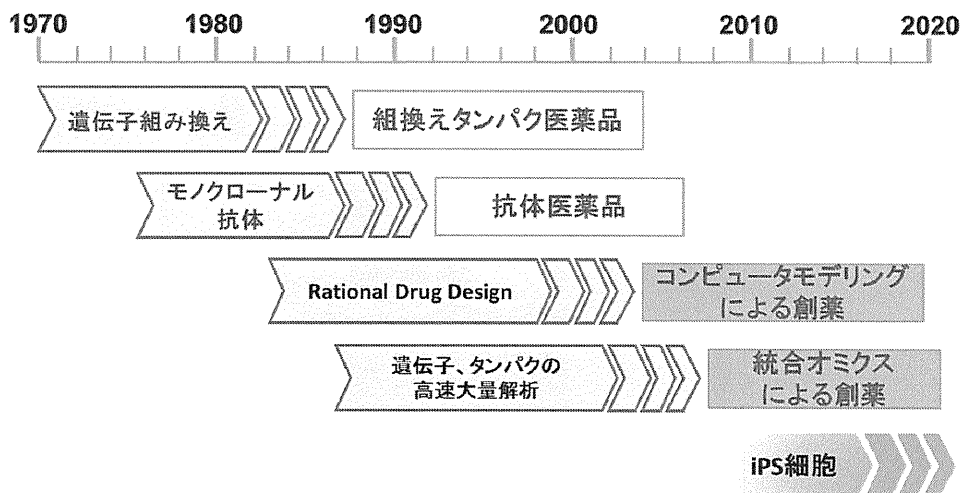 1970 1980 1990 2000 2010 2020
遺伝子組み換え 組換えタンパク医薬品
モノクローナル
抗体
抗体医薬品
Rational Drug Design
コンピュータモデリング
による創薬
遺伝子、タンパクの
高速大量解析
統合オミクス
による創薬
iPS細胞